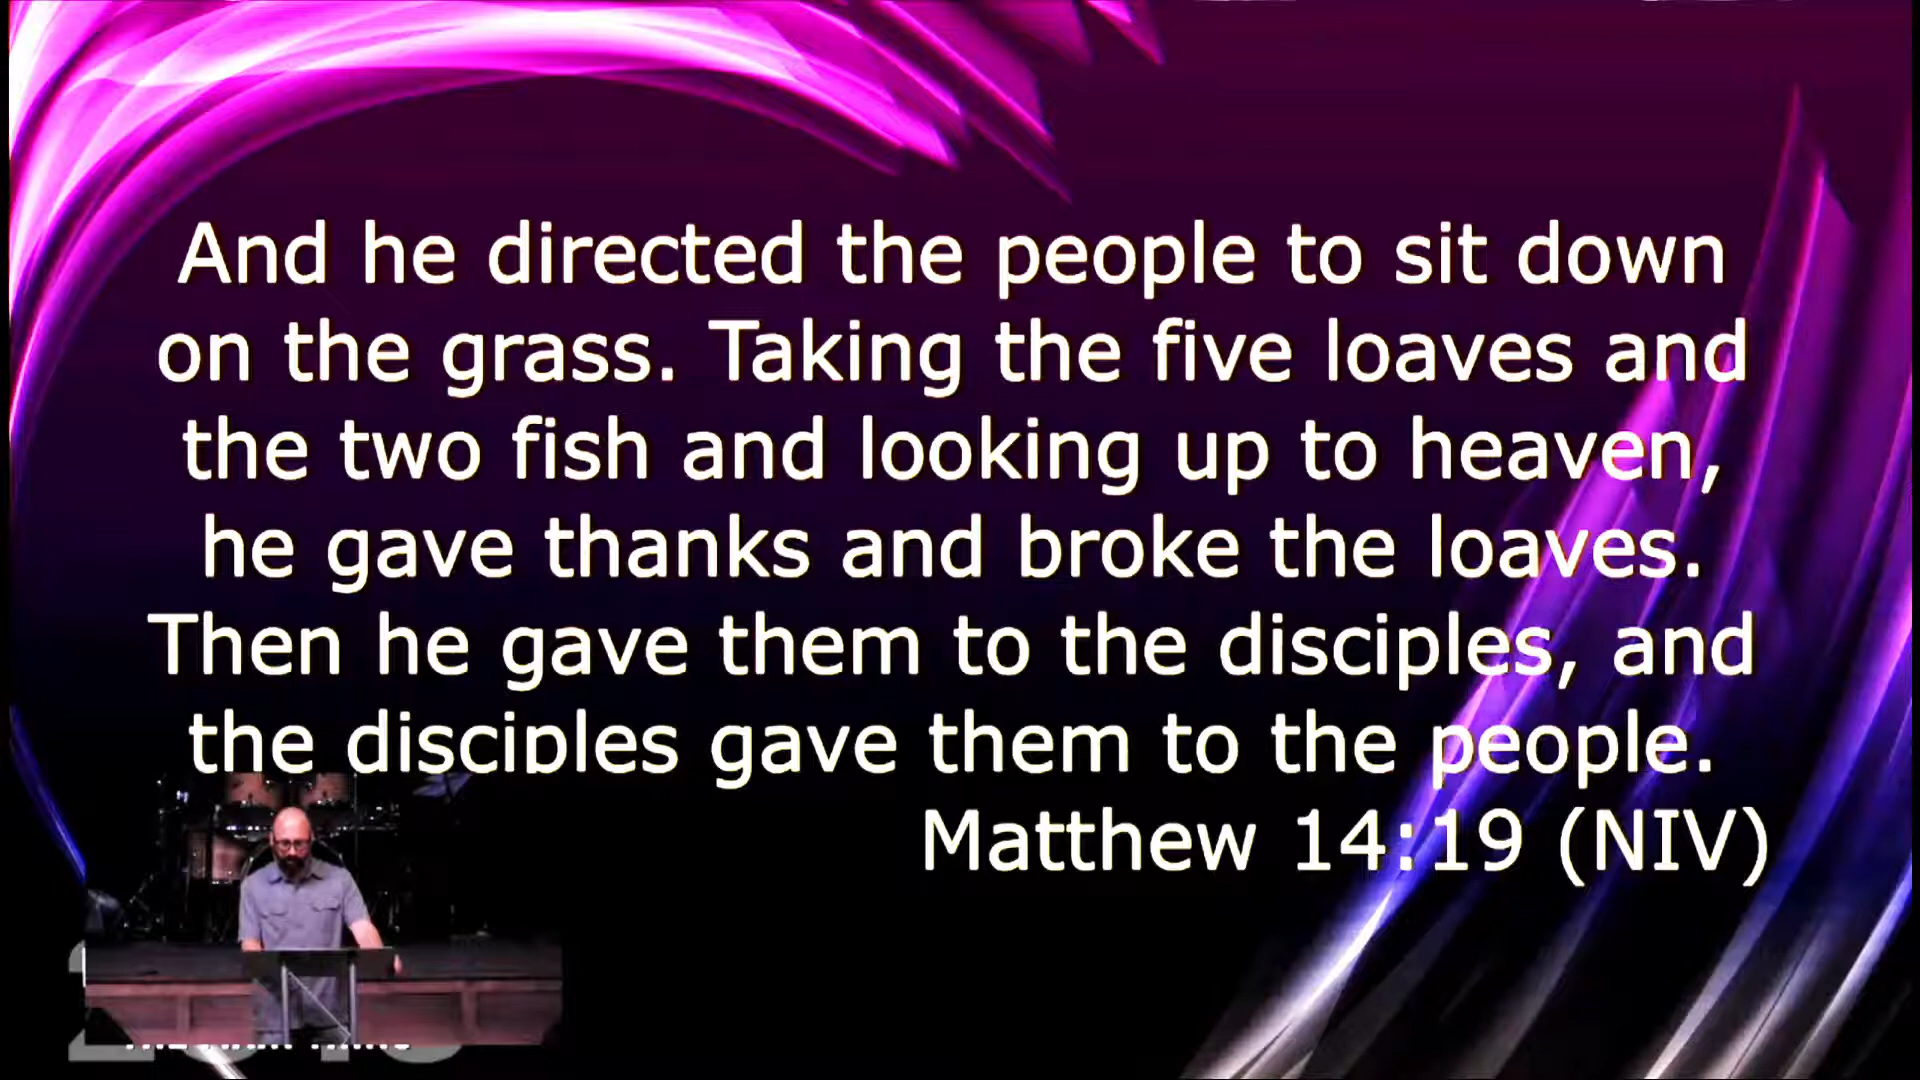 And he directed the people to sit down
on the grass. Taking the five loaves and
the two fish and looking up to heaven,
he gave thanks and broke the loaves.
Then he gave them to the disciples, and
the disciples gave them to the people.
Matthew 14:19 (NIV)